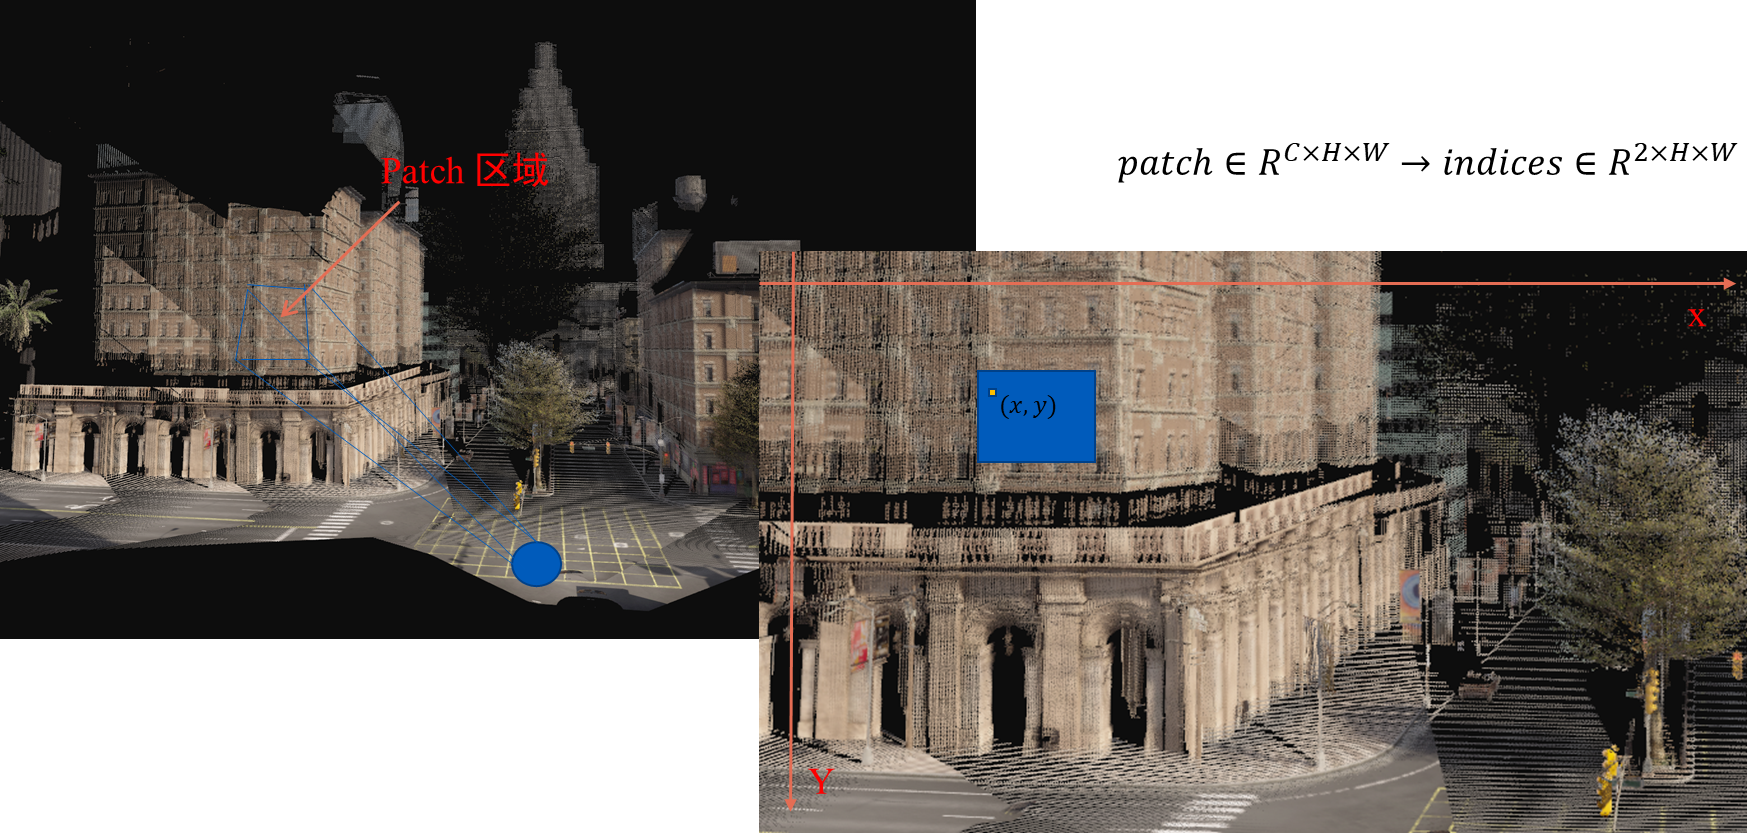 Patch 区域
patch ∈ R^{C×H×W} → indices ∈ R^{2×H×W}
x
(x, y)
Y